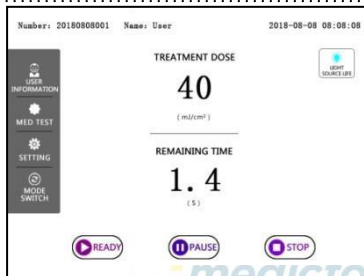 Number: 20180808001 Name: User 2018-08-08 08:08:08
TREATMENT DOSE
40
( mJ/cm² )
REMAINING TIME
1. 4
( S )
LIGHT
SOURCE LIFE
USER
INFORMATION
MED TEST
SETTING
MODE
SWITCH
READY
PAUSE
STOP